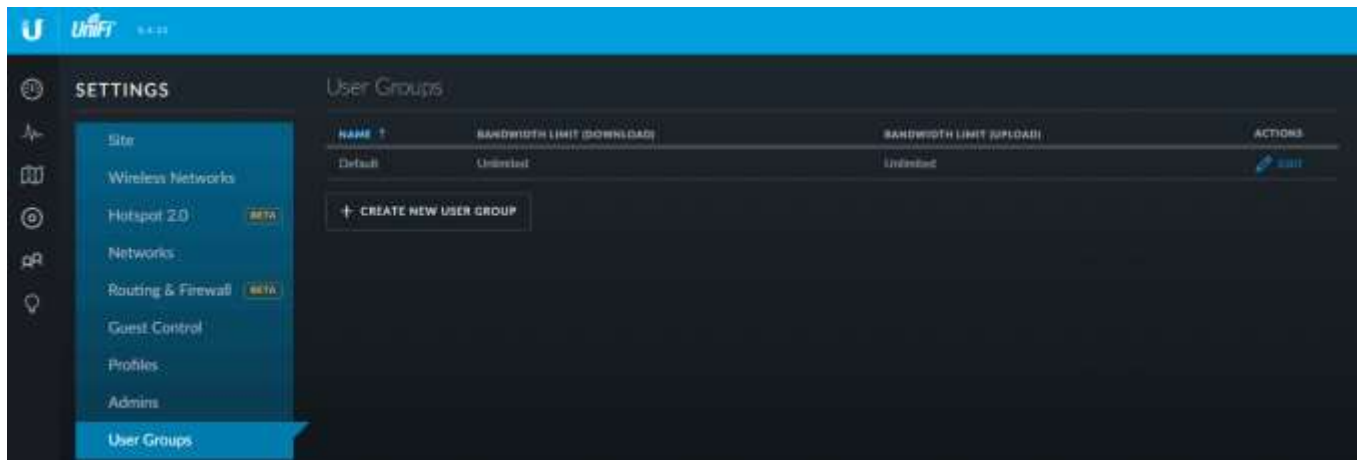 UniFi
SETTINGS
Site
Wireless Networks
Hotspot 2.0 BETA
Networks
Routing & Firewall BETA
Guest Control
Profiles
Admins
User Groups
User Groups
NAME ↑ BANDWIDTH LIMIT (DOWNLOAD) BANDWIDTH LIMIT (UPLOAD) ACTIONS
Default Unlimited Unlimited EDIT
+ CREATE NEW USER GROUP